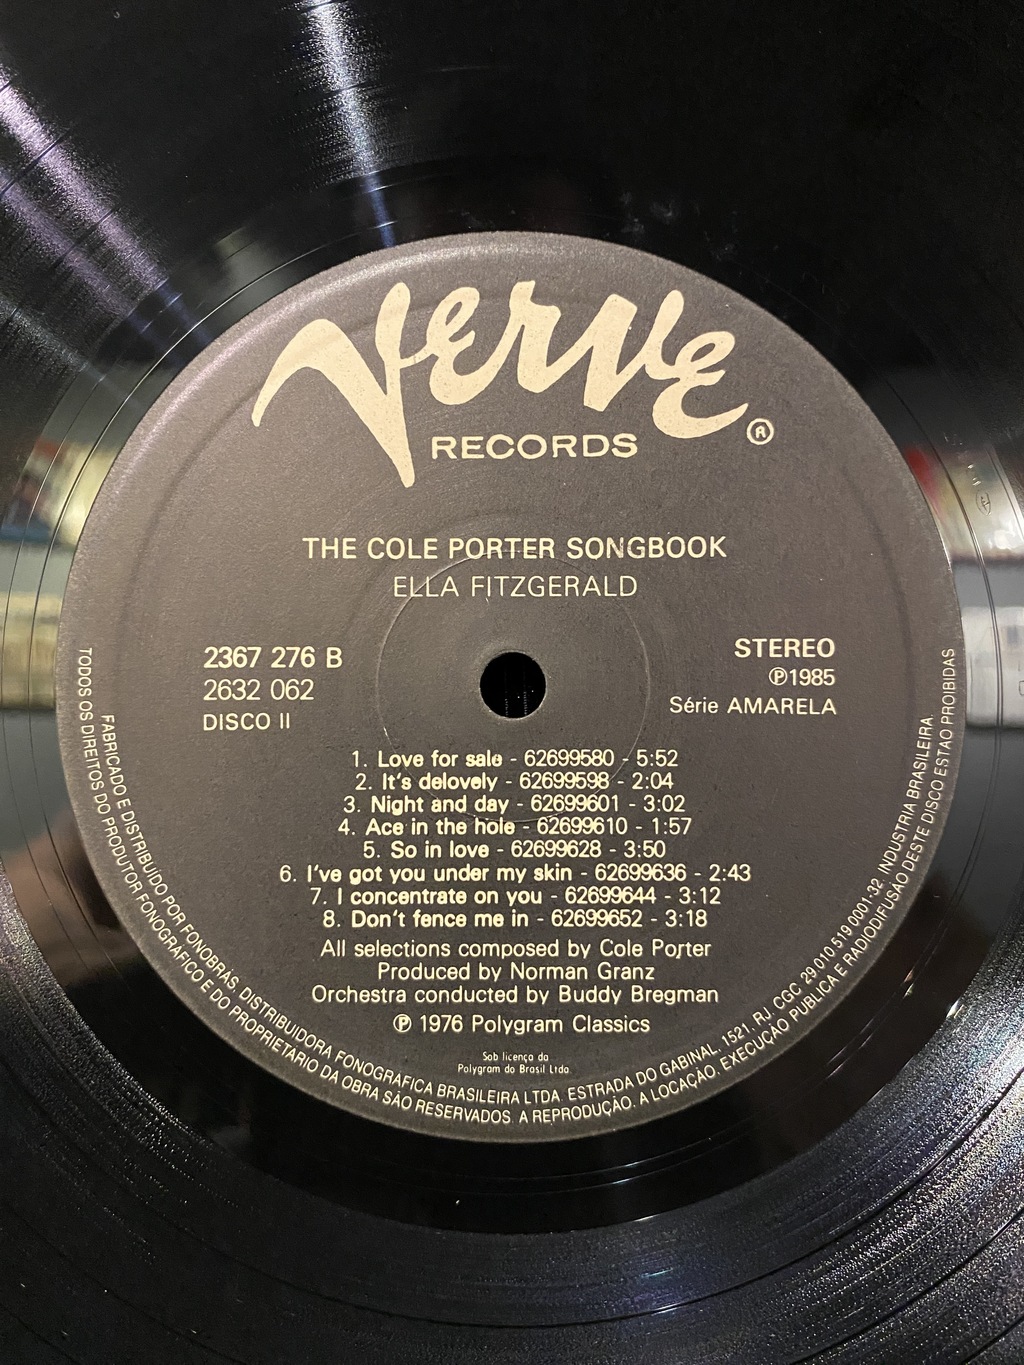 Verve ®
RECORDS
THE COLE PORTER SONGBOOK
ELLA FITZGERALD
2367 276 B
2632 062
DISCO II
STEREO
℗1985
Série AMARELA
1. Love for sale - 62699580 - 5:52
2. It's delovely - 62699598 - 2:04
3. Night and day - 62699601 - 3:02
4. Ace in the hole - 62699610 - 1:57
5. So in love - 62699628 - 3:50
6. I've got you under my skin - 62699636 - 2:43
7. I concentrate on you - 62699644 - 3:12
8. Don't fence me in - 62699652 - 3:18
All selections composed by Cole Porter
Produced by Norman Granz
Orchestra conducted by Buddy Bregman
℗ 1976 Polygram Classics
Sob licença da
Polygram do Brasil Ltda.
FABRICADO E DISTRIBUIDO POR FONOBRAS, DISTRIBUIDORA FONOGRAFICA BRASILEIRA LTDA. ESTRADA DO GABINAL, 1521, RJ. CGC 29.010.519 0001-32. INDUSTRIA BRASILEIRA.
TODOS OS DIREITOS DO PRODUTOR FONOGRAFICO E DO PROPRIETARIO DA OBRA SÃO RESERVADOS. A REPRODUÇÃO, A LOCAÇÃO, EXECUÇÃO PUBLICA E RADIODIFUSÃO DESTE DISCO ESTÃO PROIBIDAS